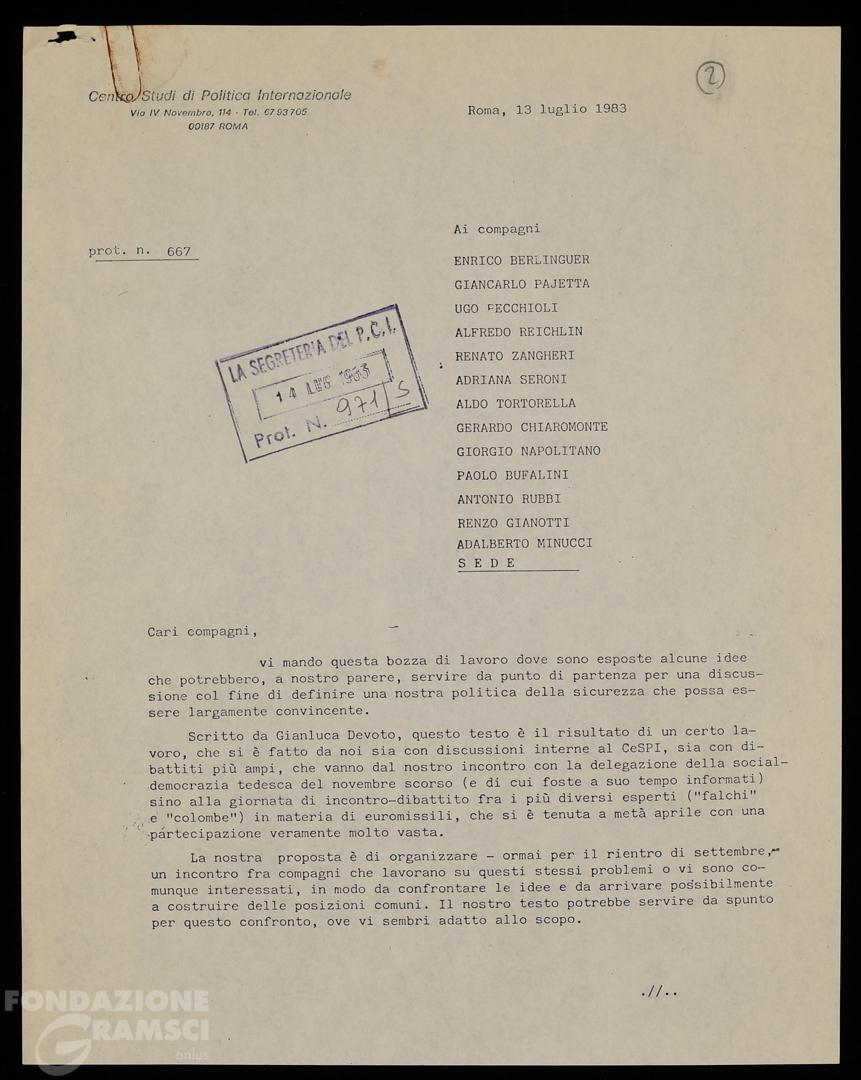 2
Centro Studi di Politica Internazionale
Via IV Novembre, 114 - Tel. 6793705
00187 ROMA
Roma, 13 luglio 1983
prot. n. 667
Ai compagni
ENRICO BERLINGUER
GIANCARLO PAJETTA
UGO PECCHIOLI
ALFREDO REICHLIN
RENATO ZANGHERI
ADRIANA SERONI
ALDO TORTORELLA
GERARDO CHIAROMONTE
GIORGIO NAPOLITANO
PAOLO BUFALINI
ANTONIO RUBBI
RENZO GIANOTTI
ADALBERTO MINUCCI
S E D E
LA SEGRETERIA DEL P.C.I.
14 LUG 1983
Prot. N. 971/S
Cari compagni,
vi mando questa bozza di lavoro dove sono esposte alcune idee
che potrebbero, a nostro parere, servire da punto di partenza per una discus-
sione col fine di definire una nostra politica della sicurezza che possa es-
sere largamente convincente.
Scritto da Gianluca Devoto, questo testo è il risultato di un certo la-
voro, che si è fatto da noi sia con discussioni interne al CeSPI, sia con di-
battiti più ampi, che vanno dal nostro incontro con la delegazione della social-
democrazia tedesca del novembre scorso (e di cui foste a suo tempo informati)
sino alla giornata di incontro-dibattito fra i più diversi esperti ("falchi"
e "colombe") in materia di euromissili, che si è tenuta a metà aprile con una
partecipazione veramente molto vasta.
La nostra proposta è di organizzare - ormai per il rientro di settembre,-
un incontro fra compagni che lavorano su questi stessi problemi o vi sono co-
munque interessati, in modo da confrontare le idee e da arrivare possibilmente
a costruire delle posizioni comuni. Il nostro testo potrebbe servire da spunto
per questo confronto, ove vi sembri adatto allo scopo.
.//..
FONDAZIONE
GRAMSCI
onlus